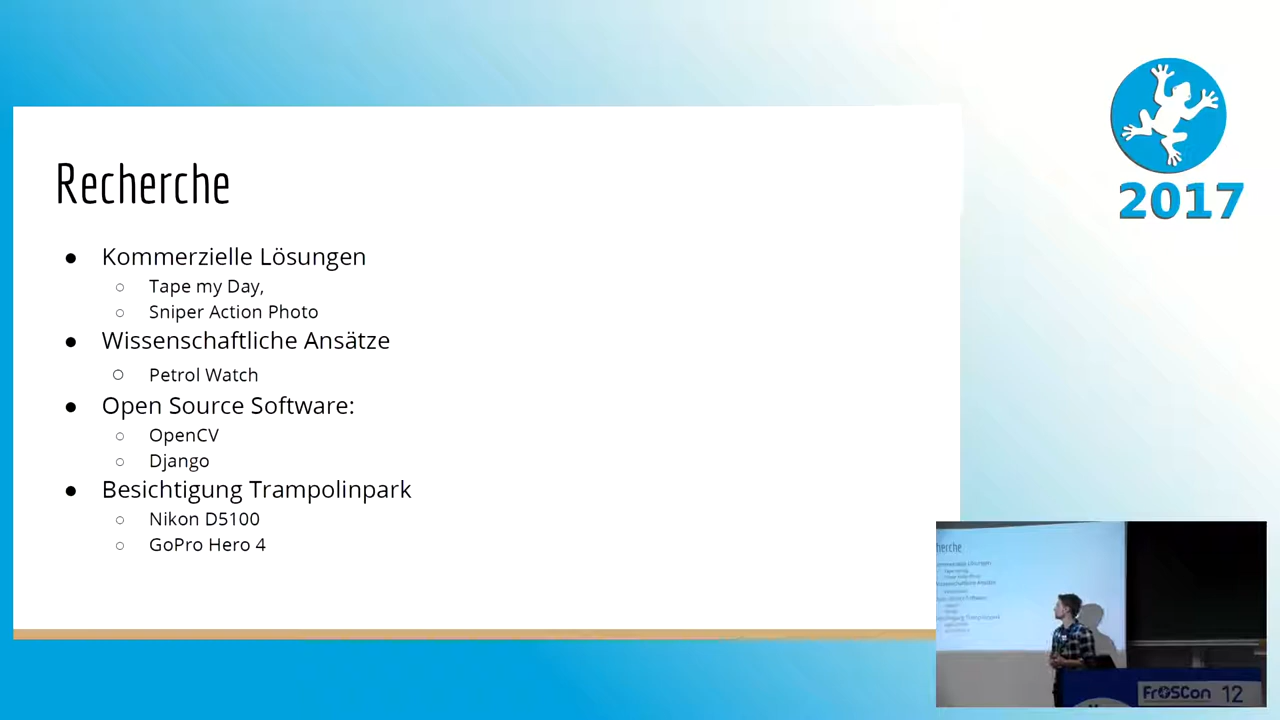 Recherche
● Kommerzielle Lösungen
○ Tape my Day,
○ Sniper Action Photo
● Wissenschaftliche Ansätze
○ Petrol Watch
● Open Source Software:
○ OpenCV
○ Django
● Besichtigung Trampolinpark
○ Nikon D5100
○ GoPro Hero 4
2017
herche
FrOSCon 12